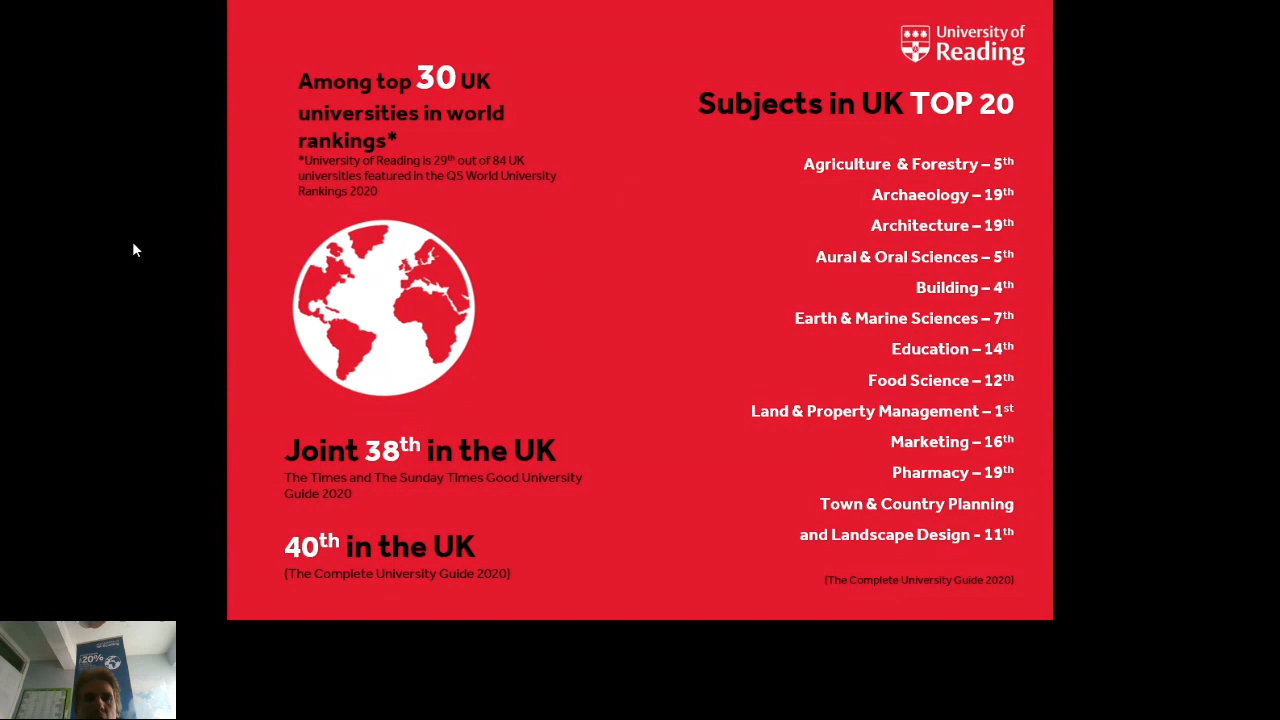 University of
Reading
Among top 30 UK
universities in world
rankings*
*University of Reading is 29th out of 84 UK
universities featured in the QS World University
Rankings 2020
Joint 38th in the UK
The Times and The Sunday Times Good University
Guide 2020
40th in the UK
(The Complete University Guide 2020)
Subjects in UK TOP 20
Agriculture & Forestry – 5th
Archaeology – 19th
Architecture – 19th
Aural & Oral Sciences – 5th
Building – 4th
Earth & Marine Sciences – 7th
Education – 14th
Food Science – 12th
Land & Property Management – 1st
Marketing – 16th
Pharmacy – 19th
Town & Country Planning
and Landscape Design - 11th
(The Complete University Guide 2020)
Reading
20%